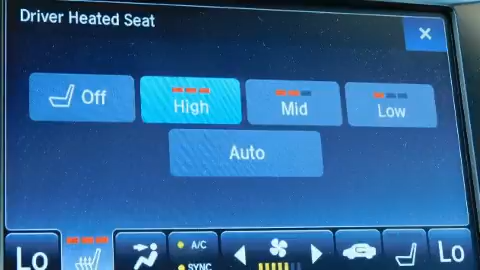 Driver Heated Seat
×
Off
High
Mid
Low
Auto
Lo
A/C
SYNC
Lo